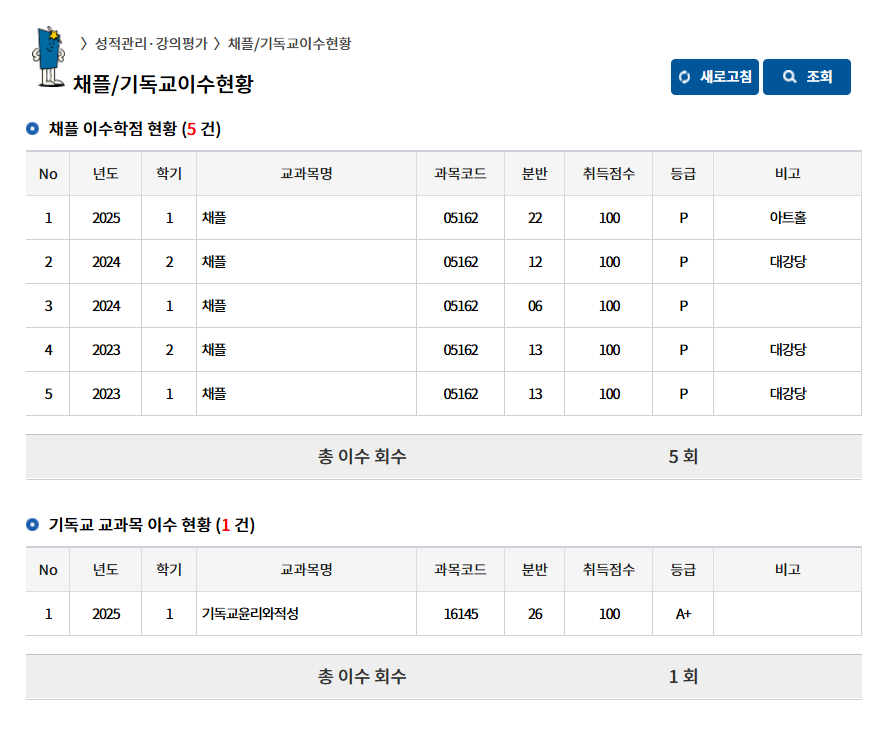 〉 성적관리·강의평가 〉 채플/기독교이수현황
채플/기독교이수현황
새로고침 조회
채플 이수학점 현황 (5 건)
No 년도 학기 교과목명 과목코드 분반 취득점수 등급 비고
1 2025 1 채플 05162 22 100 P 아트홀
2 2024 2 채플 05162 12 100 P 대강당
3 2024 1 채플 05162 06 100 P
4 2023 2 채플 05162 13 100 P 대강당
5 2023 1 채플 05162 13 100 P 대강당
총 이수 회수 5 회
기독교 교과목 이수 현황 (1 건)
No 년도 학기 교과목명 과목코드 분반 취득점수 등급 비고
1 2025 1 기독교윤리와적성 16145 26 100 A+
총 이수 회수 1 회